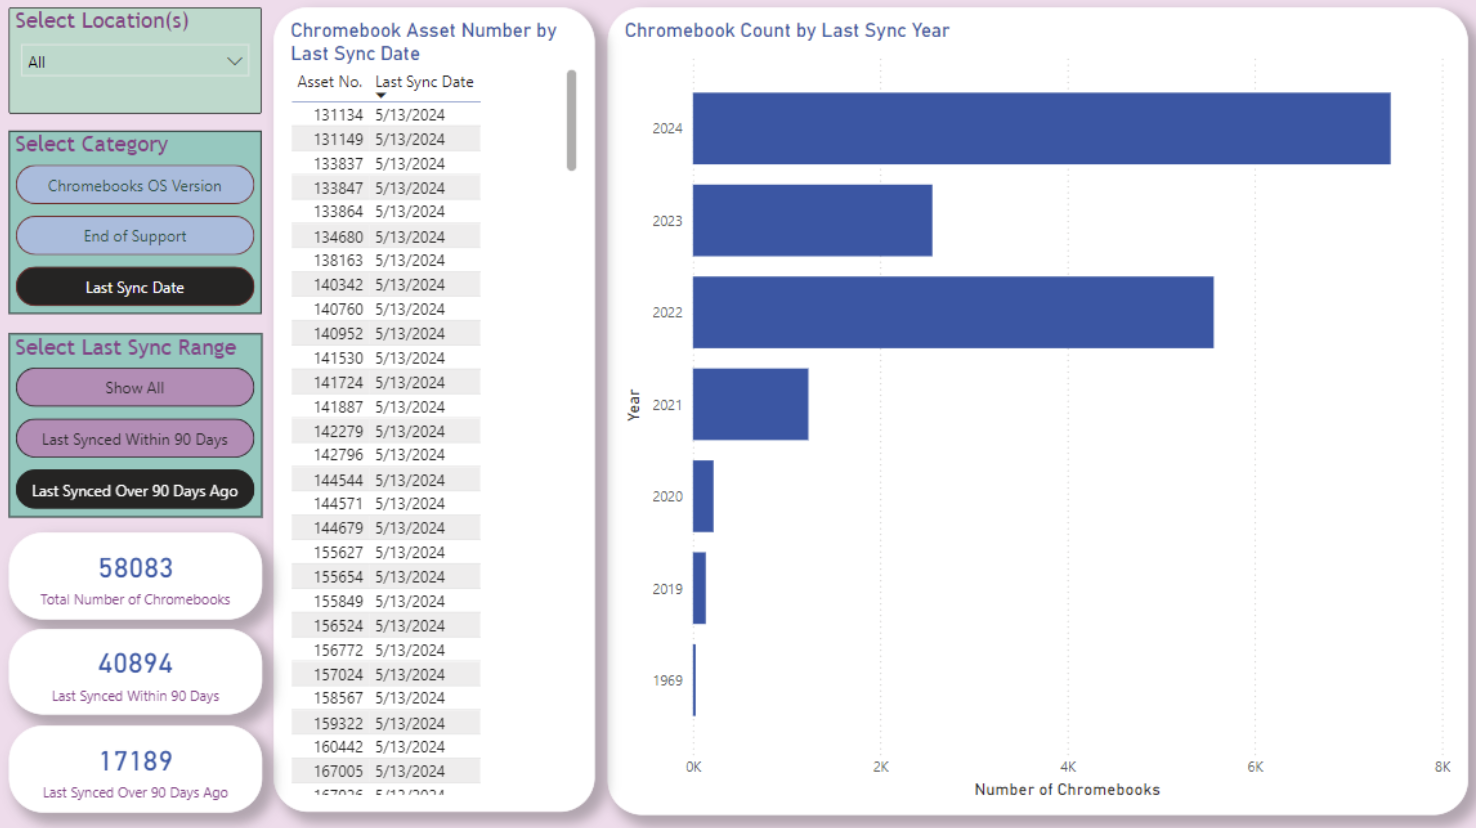 Select Location(s)
All
Select Category
Chromebooks OS Version
End of Support
Last Sync Date
Select Last Sync Range
Show All
Last Synced Within 90 Days
Last Synced Over 90 Days Ago
58083
Total Number of Chromebooks
40894
Last Synced Within 90 Days
17189
Last Synced Over 90 Days Ago
Chromebook Asset Number by
Last Sync Date
Asset No. Last Sync Date
131134 5/13/2024
131149 5/13/2024
133837 5/13/2024
133847 5/13/2024
133864 5/13/2024
134680 5/13/2024
138163 5/13/2024
140342 5/13/2024
140760 5/13/2024
140952 5/13/2024
141530 5/13/2024
141724 5/13/2024
141887 5/13/2024
142279 5/13/2024
142796 5/13/2024
144544 5/13/2024
144571 5/13/2024
144679 5/13/2024
155627 5/13/2024
155654 5/13/2024
155849 5/13/2024
156524 5/13/2024
156772 5/13/2024
157024 5/13/2024
158567 5/13/2024
159322 5/13/2024
160442 5/13/2024
167005 5/13/2024
Chromebook Count by Last Sync Year
Year
2024
2023
2022
2021
2020
2019
1969
0K 2K 4K 6K 8K
Number of Chromebooks